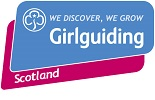 WE DISCOVER, WE GROW
Girlguiding
Scotland